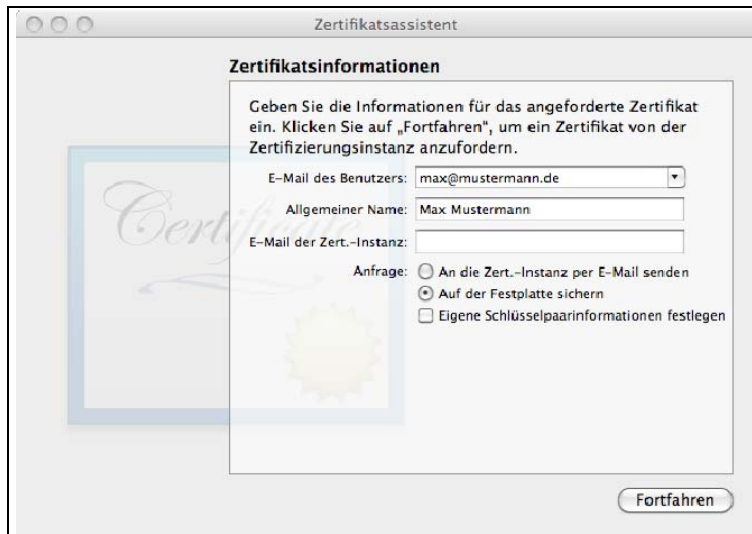 Zertifikatsassistent
Zertifikatsinformationen
Geben Sie die Informationen für das angeforderte Zertifikat
ein. Klicken Sie auf „Fortfahren“, um ein Zertifikat von der
Zertifizierungsinstanz anzufordern.
E-Mail des Benutzers: max@mustermann.de
Allgemeiner Name: Max Mustermann
E-Mail der Zert.-Instanz:
Anfrage: An die Zert.-Instanz per E-Mail senden
Auf der Festplatte sichern
Eigene Schlüsselpaarinformationen festlegen
Certificate
Fortfahren